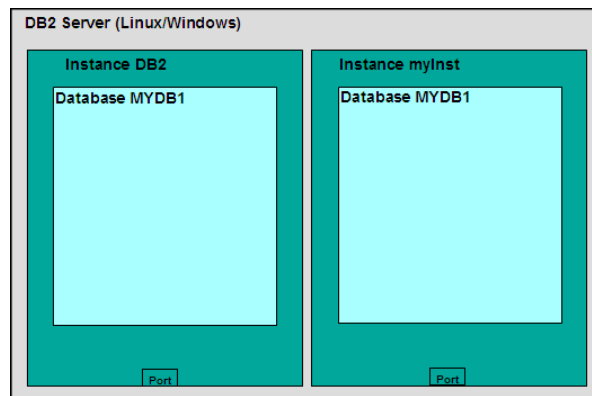 DB2 Server (Linux/Windows)
Instance DB2
Database MYDB1
Port
Instance myInst
Database MYDB1
Port